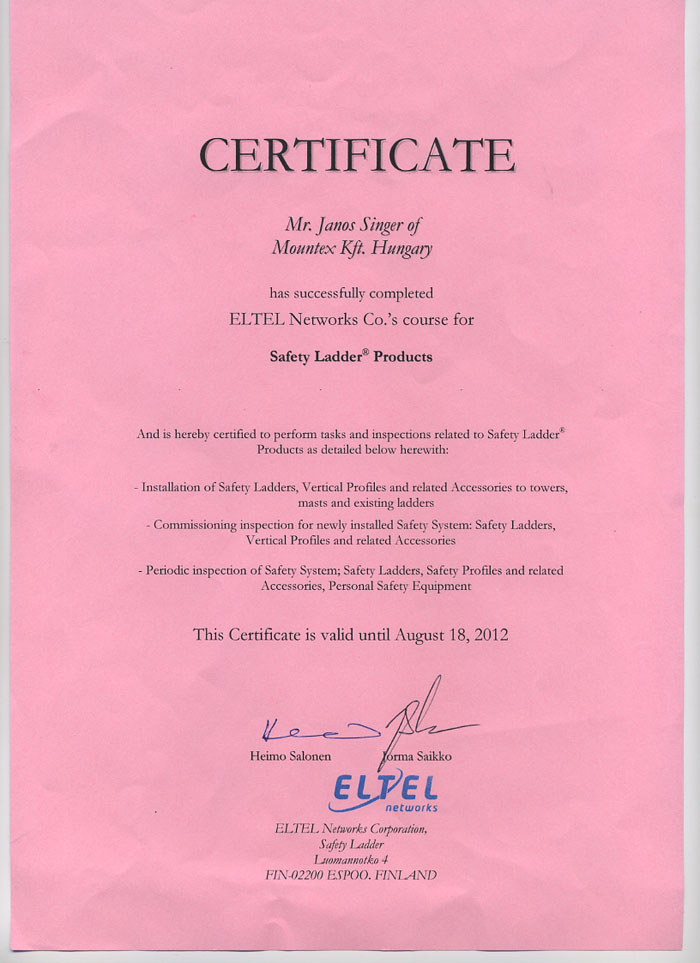 CERTIFICATE
Mr. Janos Singer of
Mountex Kft. Hungary
has successfully completed
ELTEL Networks Co.'s course for
Safety Ladder® Products
And is hereby certified to perform tasks and inspections related to Safety Ladder®
Products as detailed below herewith:
- Installation of Safety Ladders, Vertical Profiles and related Accessories to towers,
masts and existing ladders
- Commissioning inspection for newly installed Safety System: Safety Ladders,
Vertical Profiles and related Accessories
- Periodic inspection of Safety System; Safety Ladders, Safety Profiles and related
Accessories, Personal Safety Equipment
This Certificate is valid until August 18, 2012
Heimo Salonen Jorma Saikko
ELTEL
networks
ELTEL Networks Corporation,
Safety Ladder
Luomannotko 4
FIN-02200 ESPOO. FINLAND